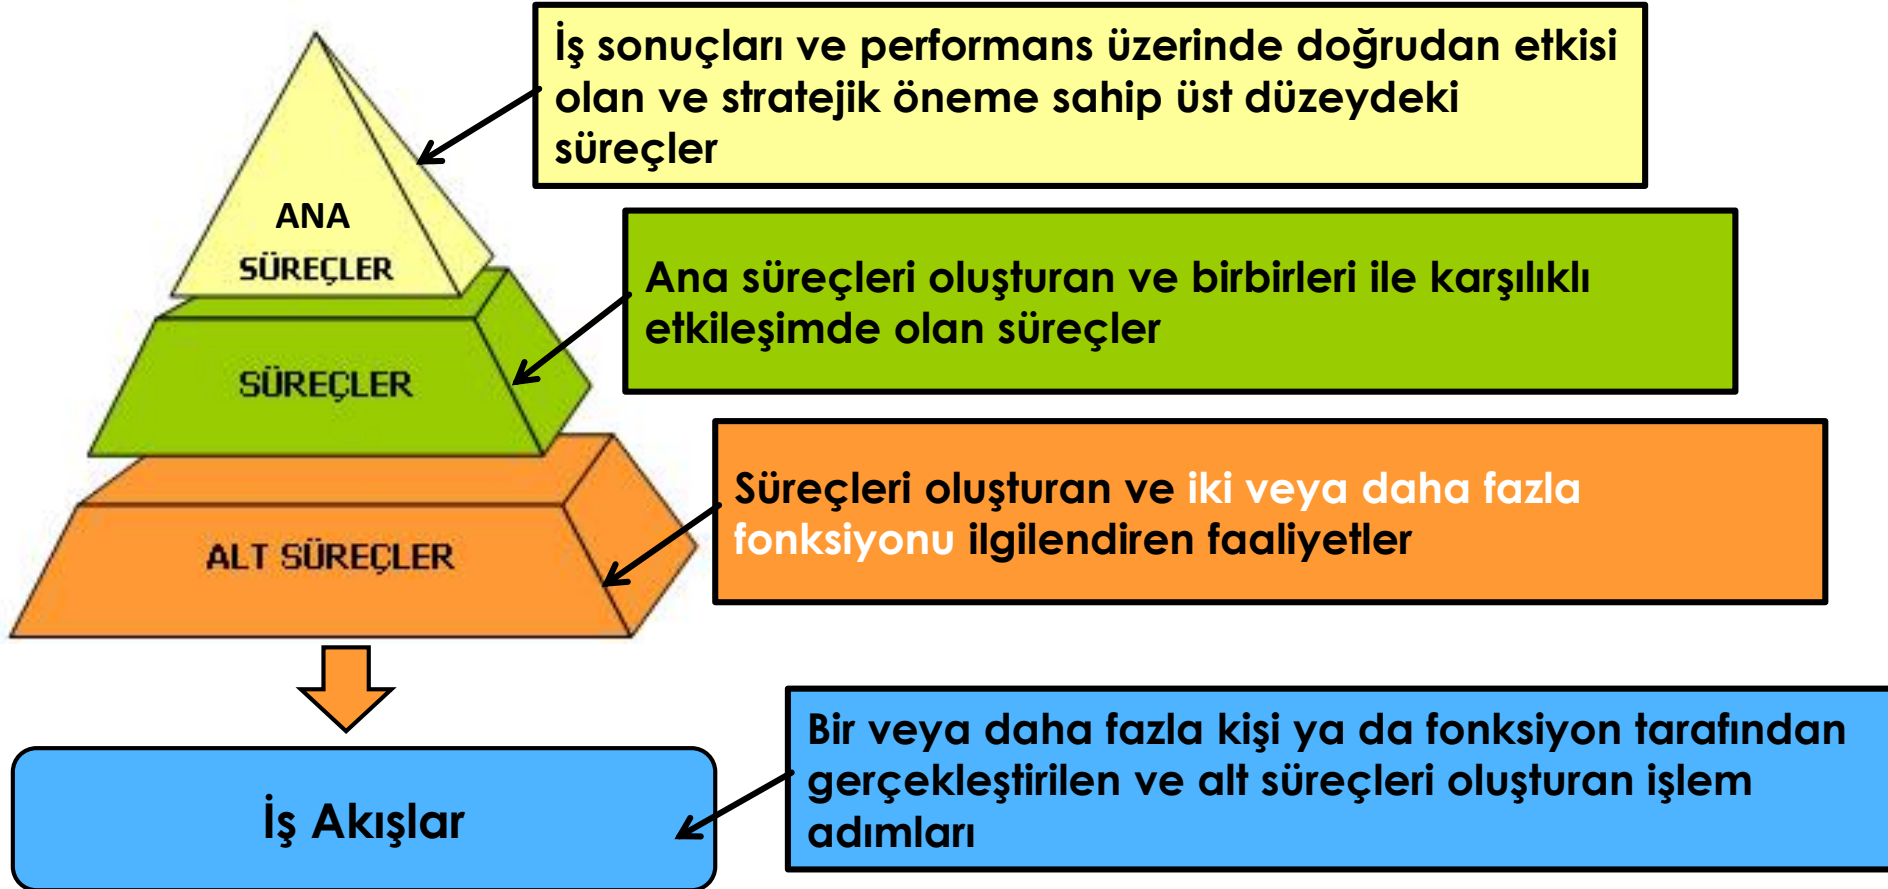 İş sonuçları ve performans üzerinde doğrudan etkisi
olan ve stratejik öneme sahip üst düzeydeki
süreçler
ANA
SÜREÇLER
Ana süreçleri oluşturan ve birbirleri ile karşılıklı
etkileşimde olan süreçler
SÜREÇLER
Süreçleri oluşturan ve iki veya daha fazla
fonksiyonu ilgilendiren faaliyetler
ALT SÜREÇLER
Bir veya daha fazla kişi ya da fonksiyon tarafından
gerçekleştirilen ve alt süreçleri oluşturan işlem
adımları
İş Akışlar